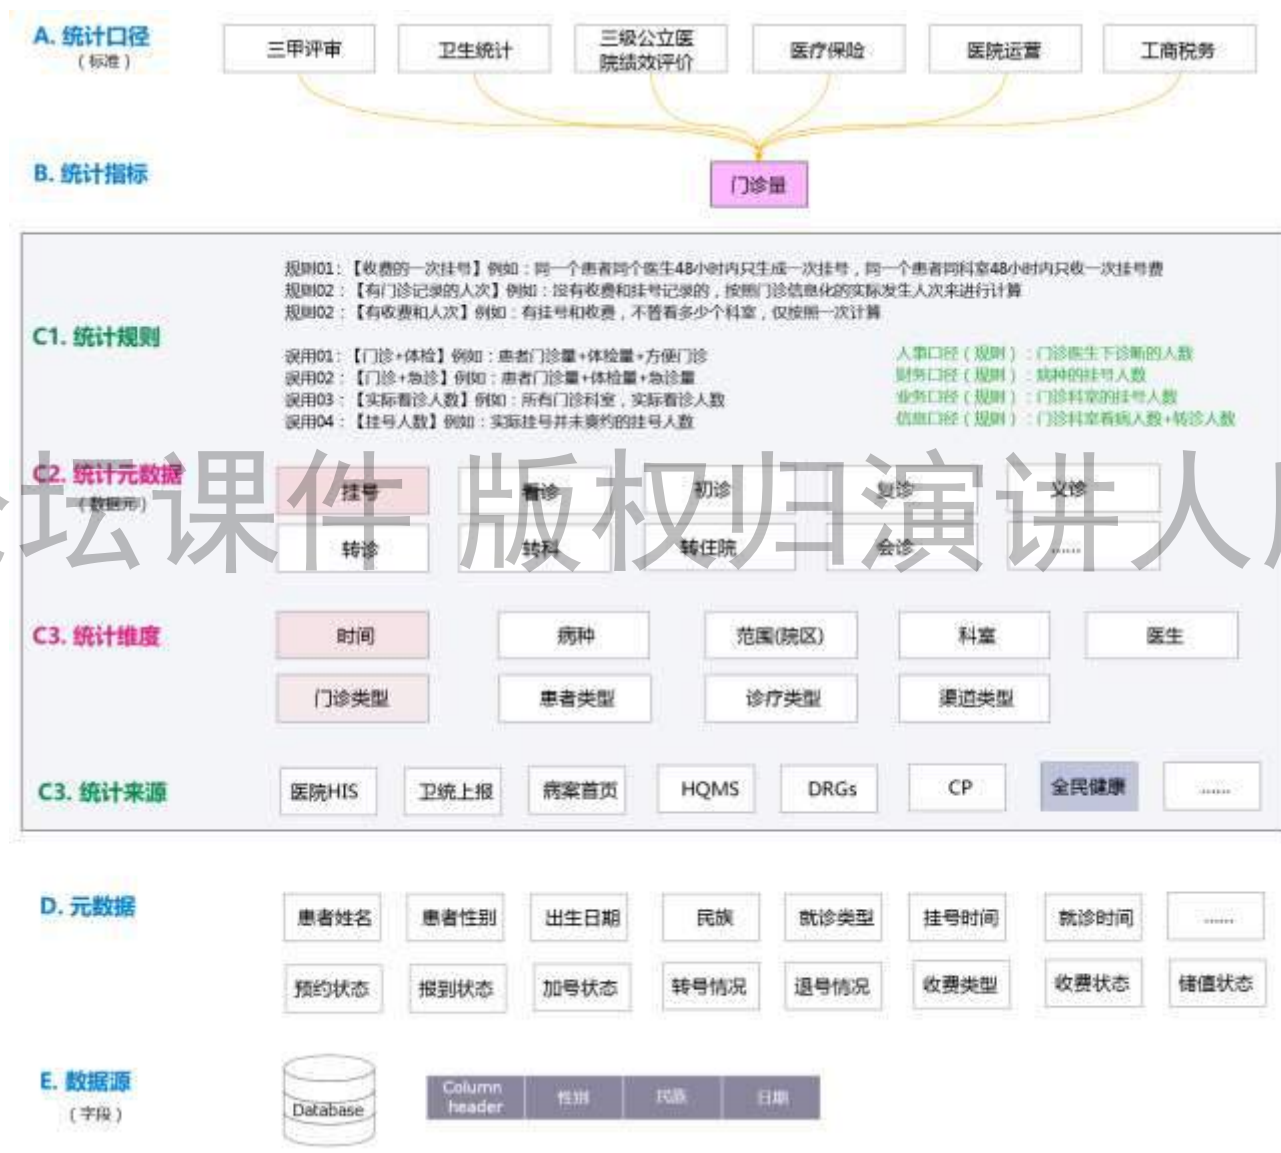 A. 统计口径
(标准)
三甲评审
卫生统计
三级公立医
院绩效评价
医疗保险
医院运营
工商税务
B. 统计指标
门诊量
C1. 统计规则
规则01：【收费的一次挂号】例如：同一个患者同个医生48小时内只生成一次挂号，同一个患者同科室48小时内只收一次挂号费
规则02：【有门诊记录的人次】例如：没有收费和挂号记录的，按照门诊信息化的实际发生人次来进行计算
规则02：【有收费和人次】例如：有挂号和收费，不管看多少个科室，仅按照一次计算
误用01：【门诊+体检】例如：患者门诊量+体检量+方便门诊
误用02：【门诊+急诊】例如：患者门诊量+体检量+急诊量
误用03：【实际看诊人数】例如：所有门诊科室，实际看诊人数
误用04：【挂号人数】例如：实际挂号并未爽约的挂号人数
人事口径（规则）：门诊医生下诊断的人数
财务口径（规则）：病种的挂号人数
业务口径（规则）：门诊科室的挂号人数
信息口径（规则）：门诊科室看病人数+转诊人数
C2. 统计元数据
(数据元)
挂号
看诊
初诊
复诊
义诊
转诊
转科
转住院
会诊
......
坛课件 版权归演讲人
C3. 统计维度
时间
病种
范围(院区)
科室
医生
门诊类型
患者类型
诊疗类型
渠道类型
C3. 统计来源
医院HIS
卫统上报
病案首页
HQMS
DRGs
CP
全民健康
......
D. 元数据
患者姓名
患者性别
出生日期
民族
就诊类型
挂号时间
就诊时间
......
预约状态
报到状态
加号状态
转号情况
退号情况
收费类型
收费状态
储值状态
E. 数据源
(字段)
Database
Column
header
性别
民族
日期